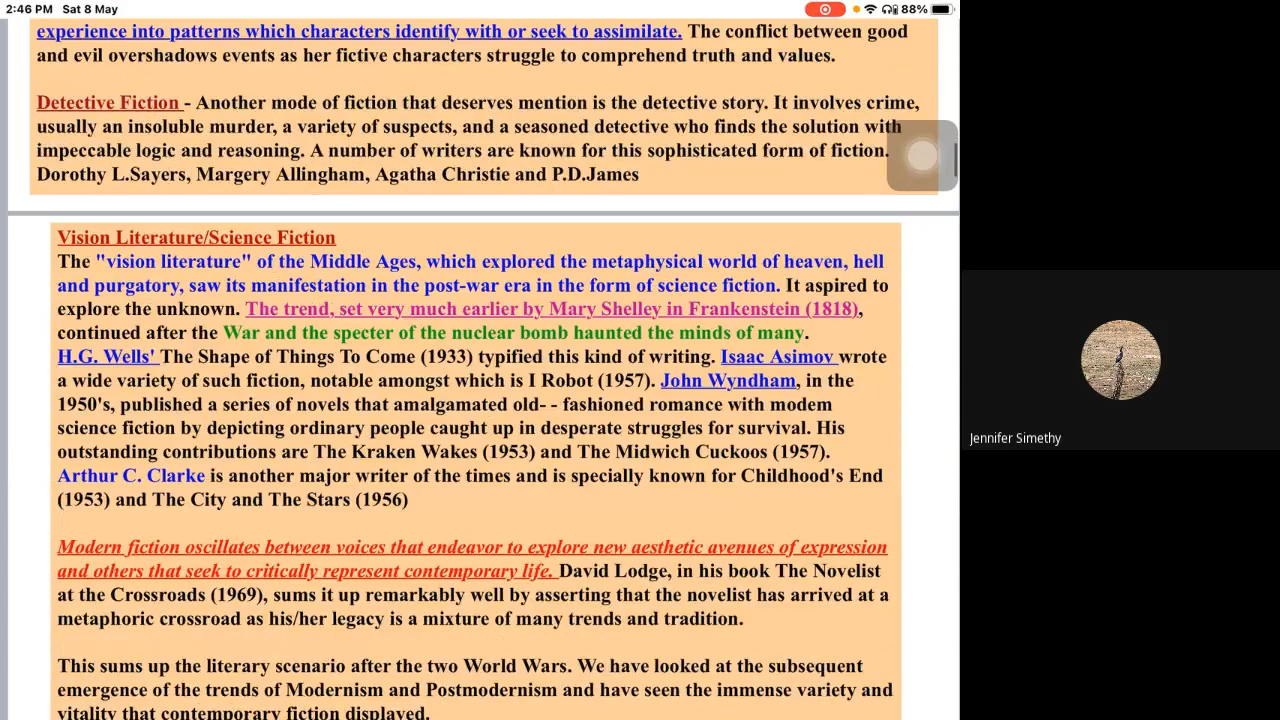 2:46 PM Sat 8 May
88%
experience into patterns which characters identify with or seek to assimilate. The conflict between good
and evil overshadows events as her fictive characters struggle to comprehend truth and values.
Detective Fiction - Another mode of fiction that deserves mention is the detective story. It involves crime,
usually an insoluble murder, a variety of suspects, and a seasoned detective who finds the solution with
impeccable logic and reasoning. A number of writers are known for this sophisticated form of fiction.
Dorothy L.Sayers, Margery Allingham, Agatha Christie and P.D.James
Vision Literature/Science Fiction
The "vision literature" of the Middle Ages, which explored the metaphysical world of heaven, hell
and purgatory, saw its manifestation in the post-war era in the form of science fiction. It aspired to
explore the unknown. The trend, set very much earlier by Mary Shelley in Frankenstein (1818),
continued after the War and the specter of the nuclear bomb haunted the minds of many.
H.G. Wells' The Shape of Things To Come (1933) typified this kind of writing. Isaac Asimov wrote
a wide variety of such fiction, notable amongst which is I Robot (1957). John Wyndham, in the
1950's, published a series of novels that amalgamated old- - fashioned romance with modem
science fiction by depicting ordinary people caught up in desperate struggles for survival. His
outstanding contributions are The Kraken Wakes (1953) and The Midwich Cuckoos (1957).
Arthur C. Clarke is another major writer of the times and is specially known for Childhood's End
(1953) and The City and The Stars (1956)
Modern fiction oscillates between voices that endeavor to explore new aesthetic avenues of expression
and others that seek to critically represent contemporary life. David Lodge, in his book The Novelist
at the Crossroads (1969), sums it up remarkably well by asserting that the novelist has arrived at a
metaphoric crossroad as his/her legacy is a mixture of many trends and tradition.
This sums up the literary scenario after the two World Wars. We have looked at the subsequent
emergence of the trends of Modernism and Postmodernism and have seen the immense variety and
vitality that contemporary fiction displayed.
Jennifer Simethy